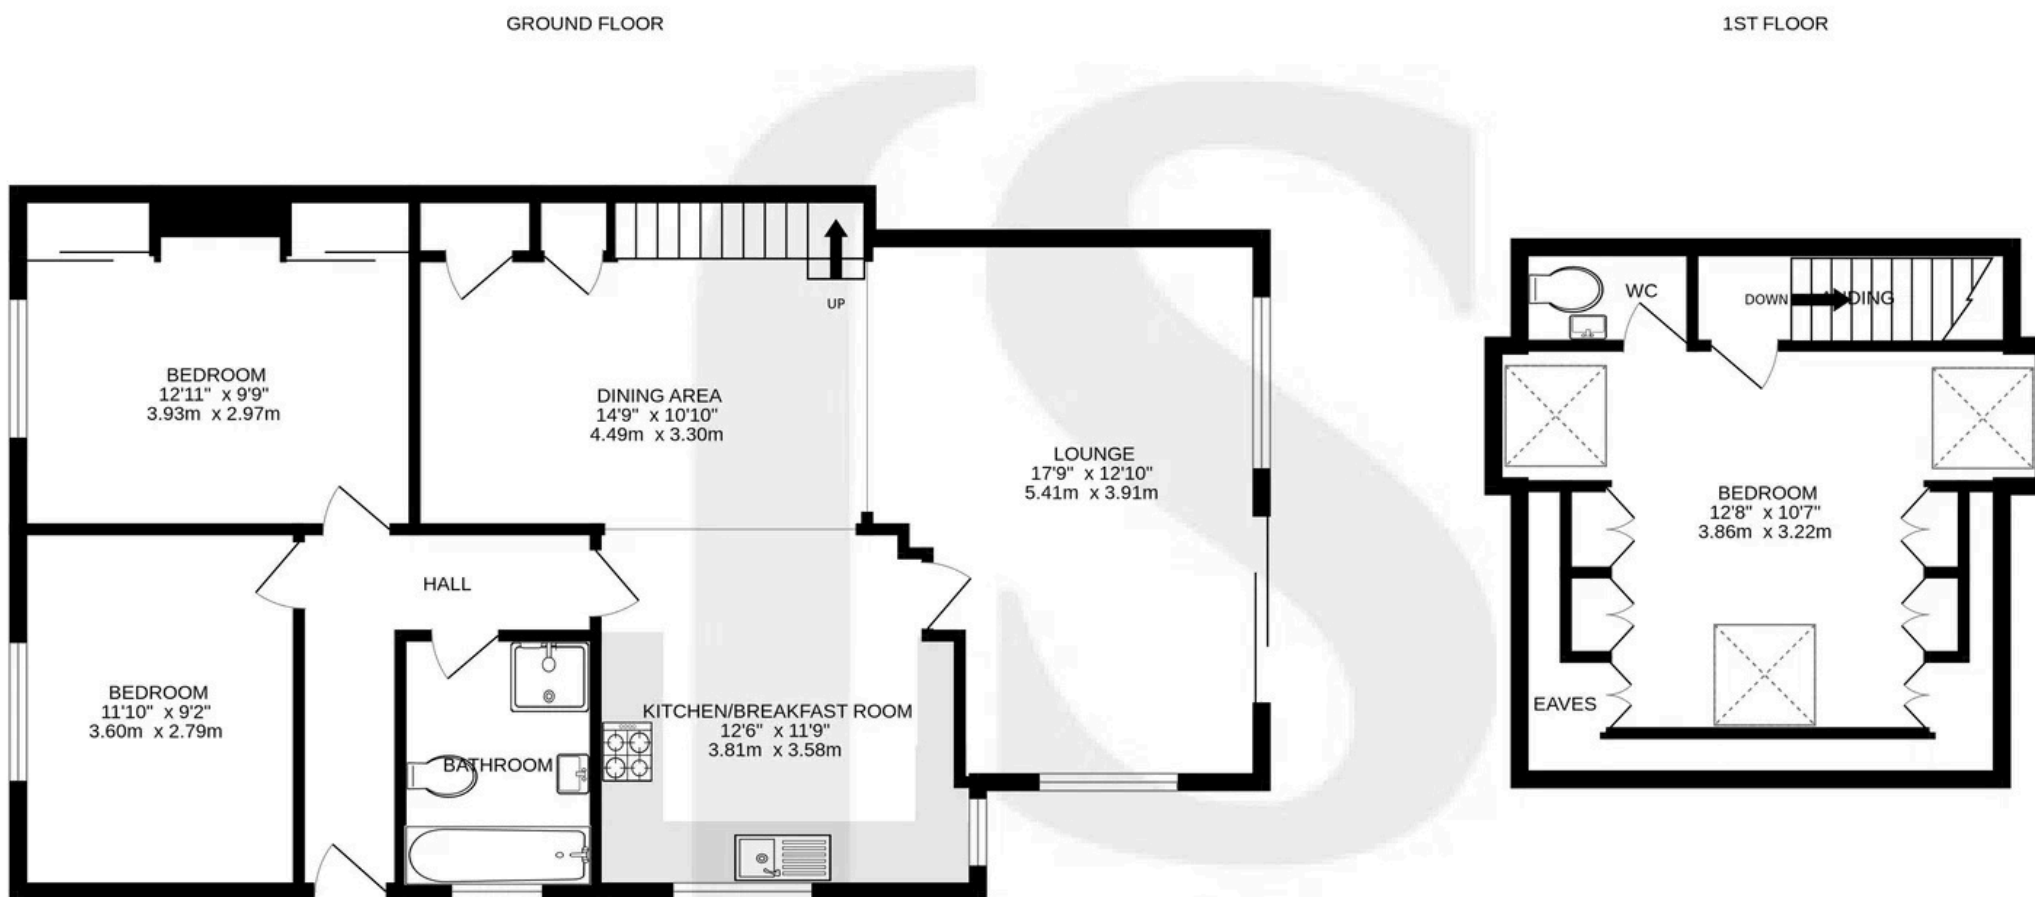 GROUND FLOOR
1ST FLOOR
BEDROOM
12'11" x 9'9"
3.93m x 2.97m
DINING AREA
14'9" x 10'10"
4.49m x 3.30m
UP
LOUNGE
17'9" x 12'10"
5.41m x 3.91m
HALL
BEDROOM
11'10" x 9'2"
3.60m x 2.79m
BATHROOM
KITCHEN/BREAKFAST ROOM
12'6" x 11'9"
3.81m x 3.58m
WC
DOWN
NDING
BEDROOM
12'8" x 10'7"
3.86m x 3.22m
EAVES
S